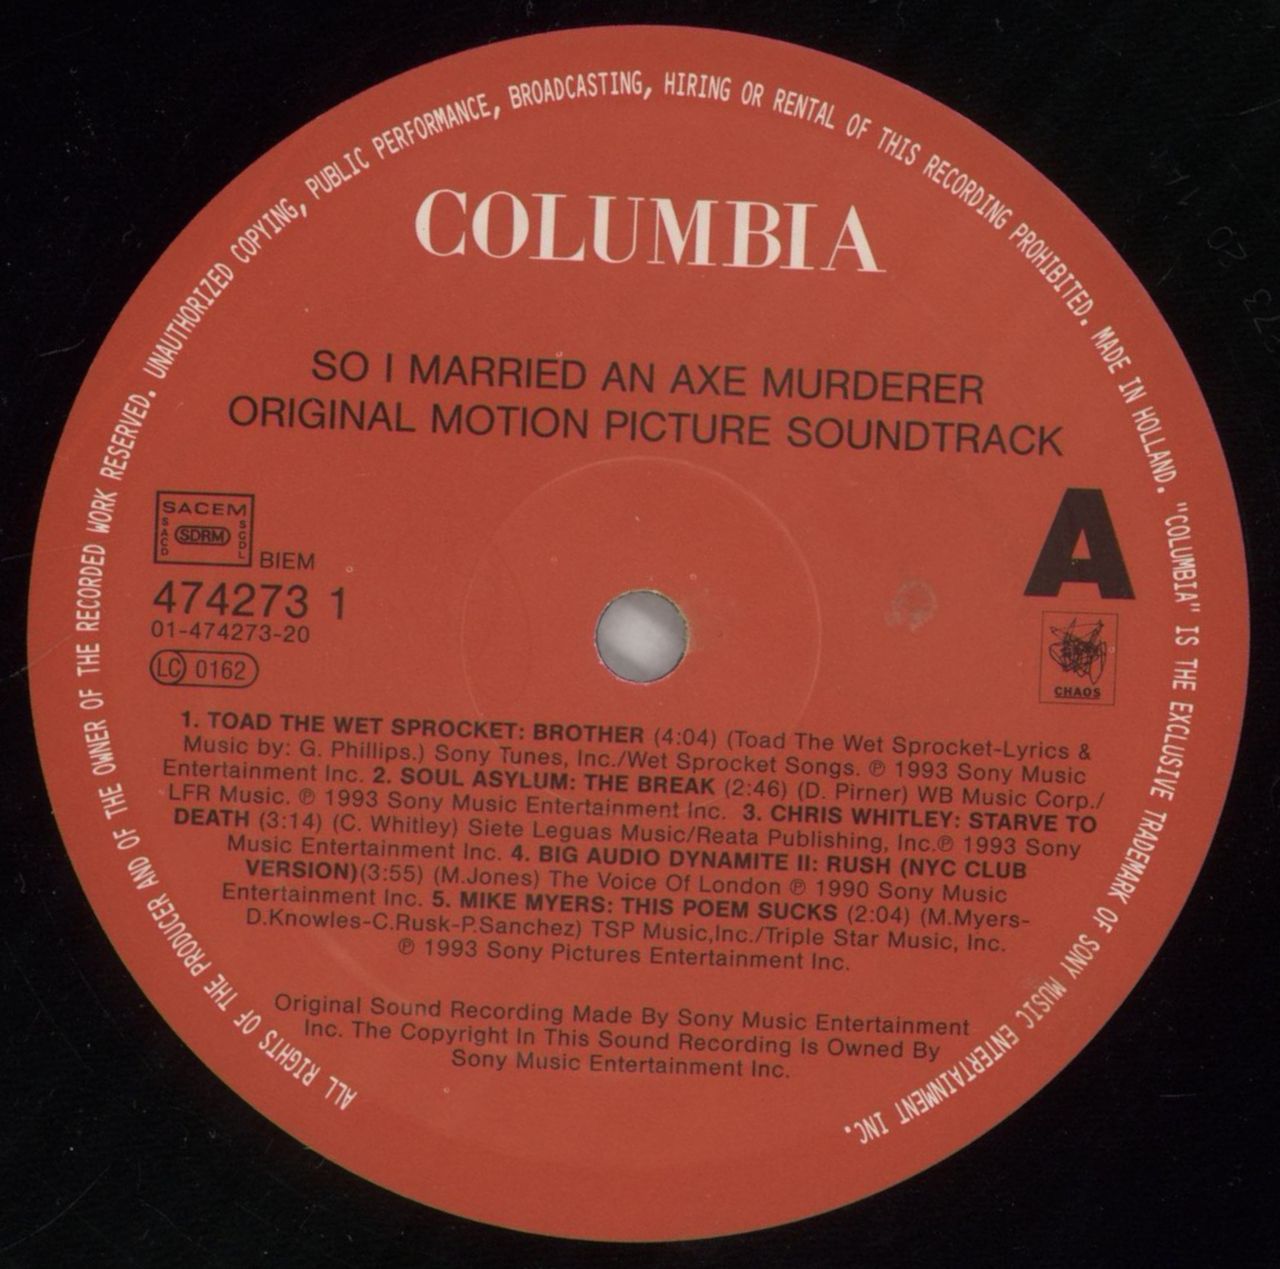 ALL RIGHTS OF THE PRODUCER AND OF THE OWNER OF THE RECORDED WORK RESERVED. UNAUTHORIZED COPYING, PUBLIC PERFORMANCE, BROADCASTING, HIRING OR RENTAL OF THIS RECORDING PROHIBITED. MADE IN HOLLAND. "COLUMBIA" IS THE EXCLUSIVE TRADEMARK OF SONY MUSIC ENTERTAINMENT INC.
COLUMBIA
SO I MARRIED AN AXE MURDERER
ORIGINAL MOTION PICTURE SOUNDTRACK
SACEM
SACD SDRM SGDL
BIEM
474273 1
01-474273-20
LC 0162
A
CHAOS
1. TOAD THE WET SPROCKET: BROTHER (4:04) (Toad The Wet Sprocket-Lyrics &
Music by: G. Phillips.) Sony Tunes, Inc./Wet Sprocket Songs. ℗ 1993 Sony Music
Entertainment Inc. 2. SOUL ASYLUM: THE BREAK (2:46) (D. Pirner) WB Music Corp./
LFR Music. ℗ 1993 Sony Music Entertainment Inc. 3. CHRIS WHITLEY: STARVE TO
DEATH (3:14) (C. Whitley) Siete Leguas Music/Reata Publishing, Inc.℗ 1993 Sony
Music Entertainment Inc. 4. BIG AUDIO DYNAMITE II: RUSH (NYC CLUB
VERSION)(3:55) (M.Jones) The Voice Of London ℗ 1990 Sony Music
Entertainment Inc. 5. MIKE MYERS: THIS POEM SUCKS (2:04) (M.Myers-
D.Knowles-C.Rusk-P.Sanchez) TSP Music,Inc./Triple Star Music, Inc.
℗ 1993 Sony Pictures Entertainment Inc.
Original Sound Recording Made By Sony Music Entertainment
Inc. The Copyright In This Sound Recording Is Owned By
Sony Music Entertainment Inc.